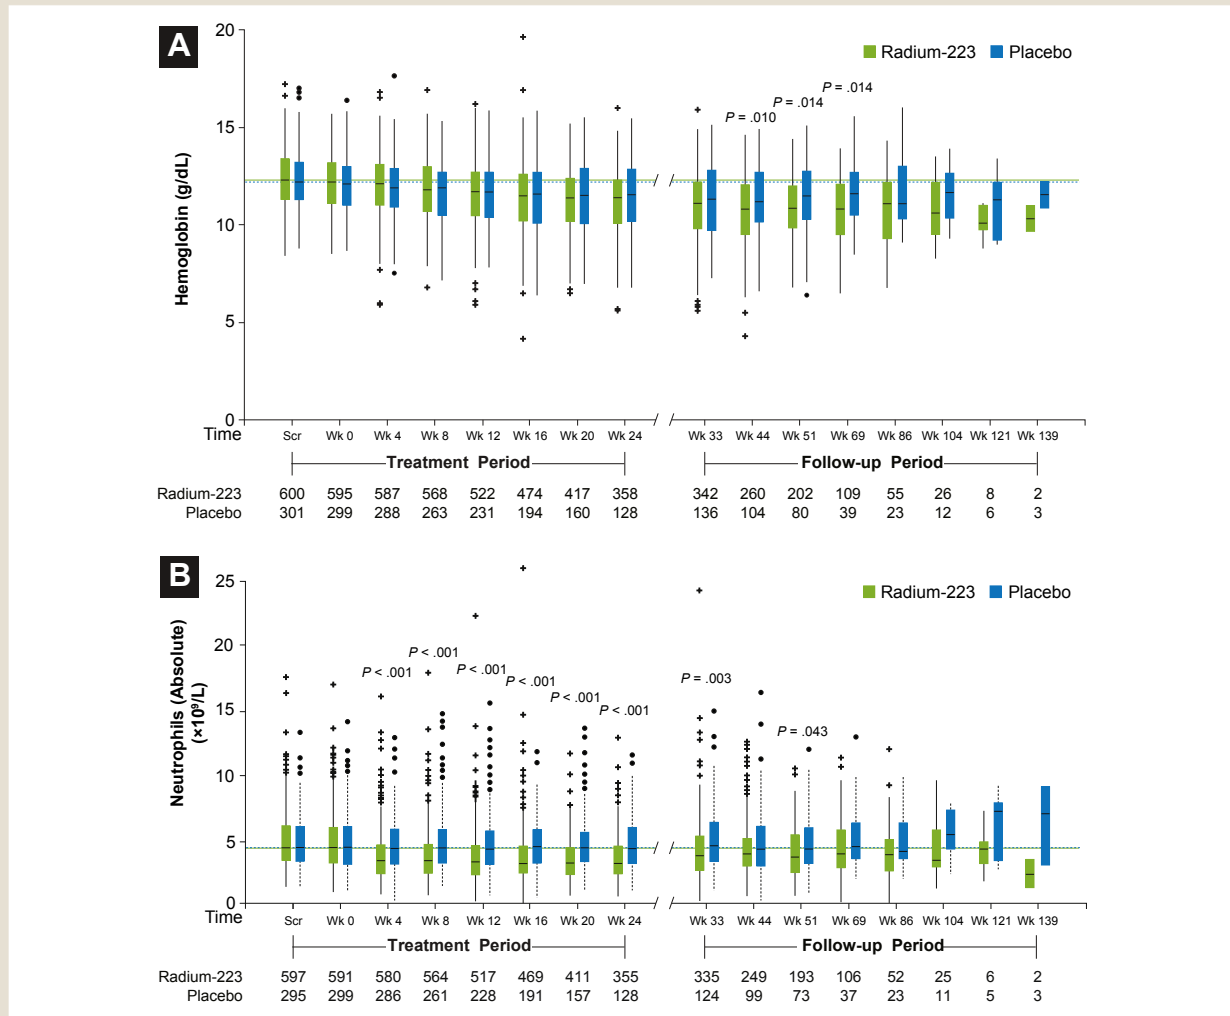 A
Radium-223 Placebo
20
15
10
5
0
Hemoglobin (g/dL)
P = .010
P = .014
P = .014
Time Scr Wk 0 Wk 4 Wk 8 Wk 12 Wk 16 Wk 20 Wk 24 Wk 33 Wk 44 Wk 51 Wk 69 Wk 86 Wk 104 Wk 121 Wk 139
Treatment Period Follow-up Period
Radium-223 600 595 587 568 522 474 417 358 342 260 202 109 55 26 8 2
Placebo 301 299 288 263 231 194 160 128 136 104 80 39 23 12 6 3
B
Radium-223 Placebo
25
20
15
10
5
0
Neutrophils (Absolute)
(×10⁹/L)
P < .001
P < .001
P < .001
P < .001
P < .001
P < .001
P = .003
P = .043
Time Scr Wk 0 Wk 4 Wk 8 Wk 12 Wk 16 Wk 20 Wk 24 Wk 33 Wk 44 Wk 51 Wk 69 Wk 86 Wk 104 Wk 121 Wk 139
Treatment Period Follow-up Period
Radium-223 597 591 580 564 517 469 411 355 335 249 193 106 52 25 6 2
Placebo 295 299 286 261 228 191 157 128 124 99 73 37 23 11 5 3